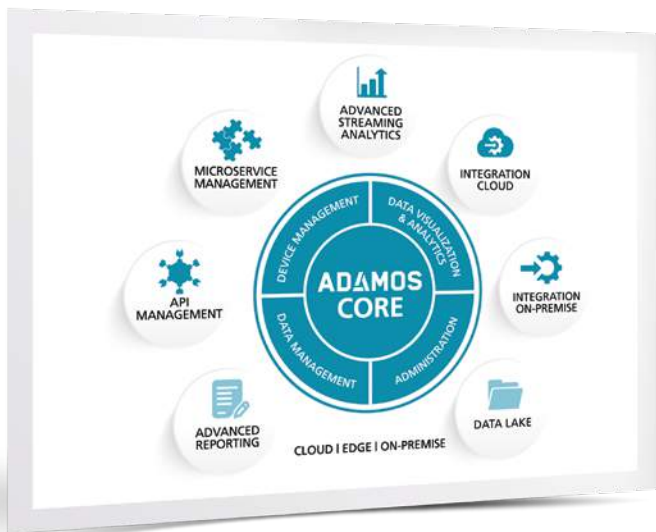 ADVANCED
STREAMING
ANALYTICS
MICROSERVICE
MANAGEMENT
INTEGRATION
CLOUD
DEVICE MANAGEMENT
DATA VISUALIZATION
& ANALYTICS
ADAMOS
CORE
API
MANAGEMENT
INTEGRATION
ON-PREMISE
DATA MANAGEMENT
ADMINISTRATION
ADVANCED
REPORTING
DATA LAKE
CLOUD | EDGE | ON-PREMISE